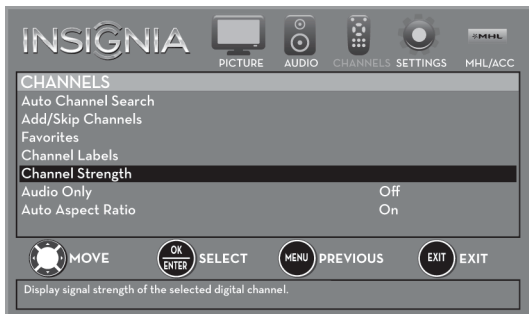 INSIGNIA
PICTURE AUDIO CHANNELS SETTINGS MHL/ACC
MHL
CHANNELS
Auto Channel Search
Add/Skip Channels
Favorites
Channel Labels
Channel Strength
Audio Only Off
Auto Aspect Ratio On
MOVE OK ENTER SELECT MENU PREVIOUS EXIT EXIT
Display signal strength of the selected digital channel.